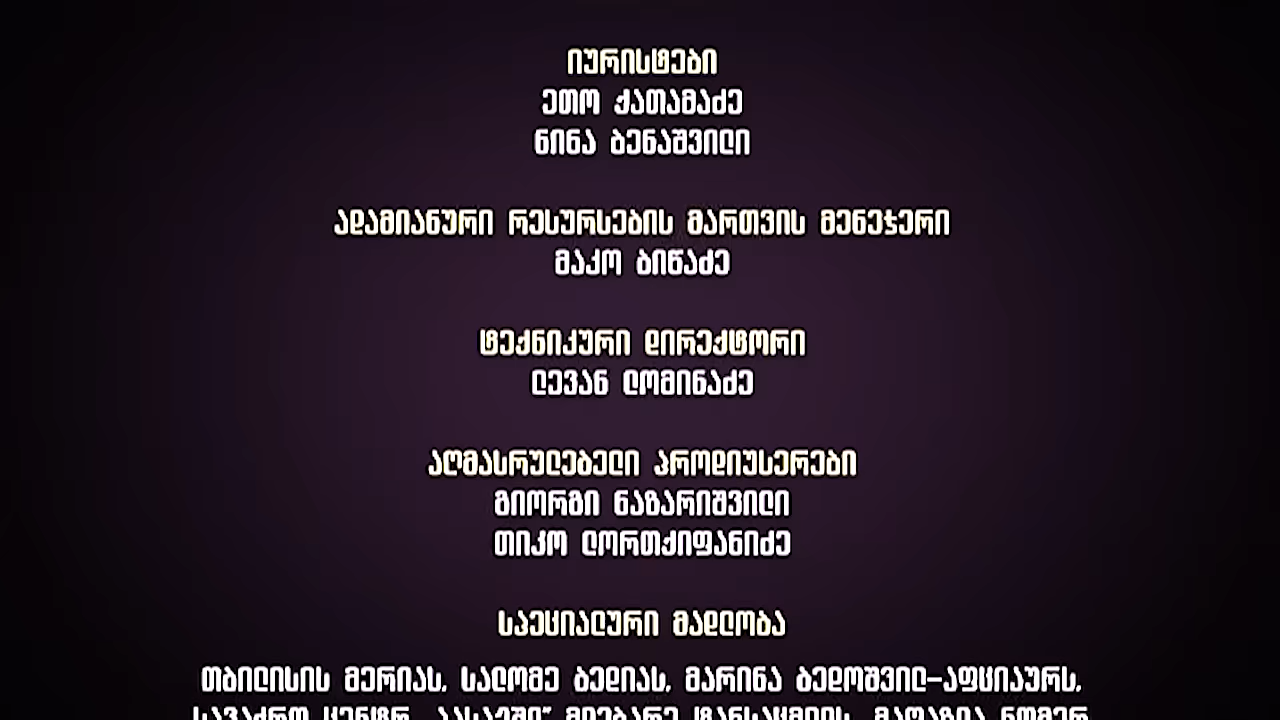 იურისტები
ეთო ქათამაძე
ნინა ბენაშვილი
ადამიანური რესურსების მართვის მენეჯერი
მაკო ბიწაძე
ტექნიკური დირექტორი
ლევან ლომინაძე
აღმასრულებელი პროდიუსერები
გიორგი ნაზარიშვილი
თიკო ლორთქიფანიძე
სპეციალური მადლობა
თბილისის მერიას, სალომე ბედიას, მარინა ბედოშვილ-აფციაურს,